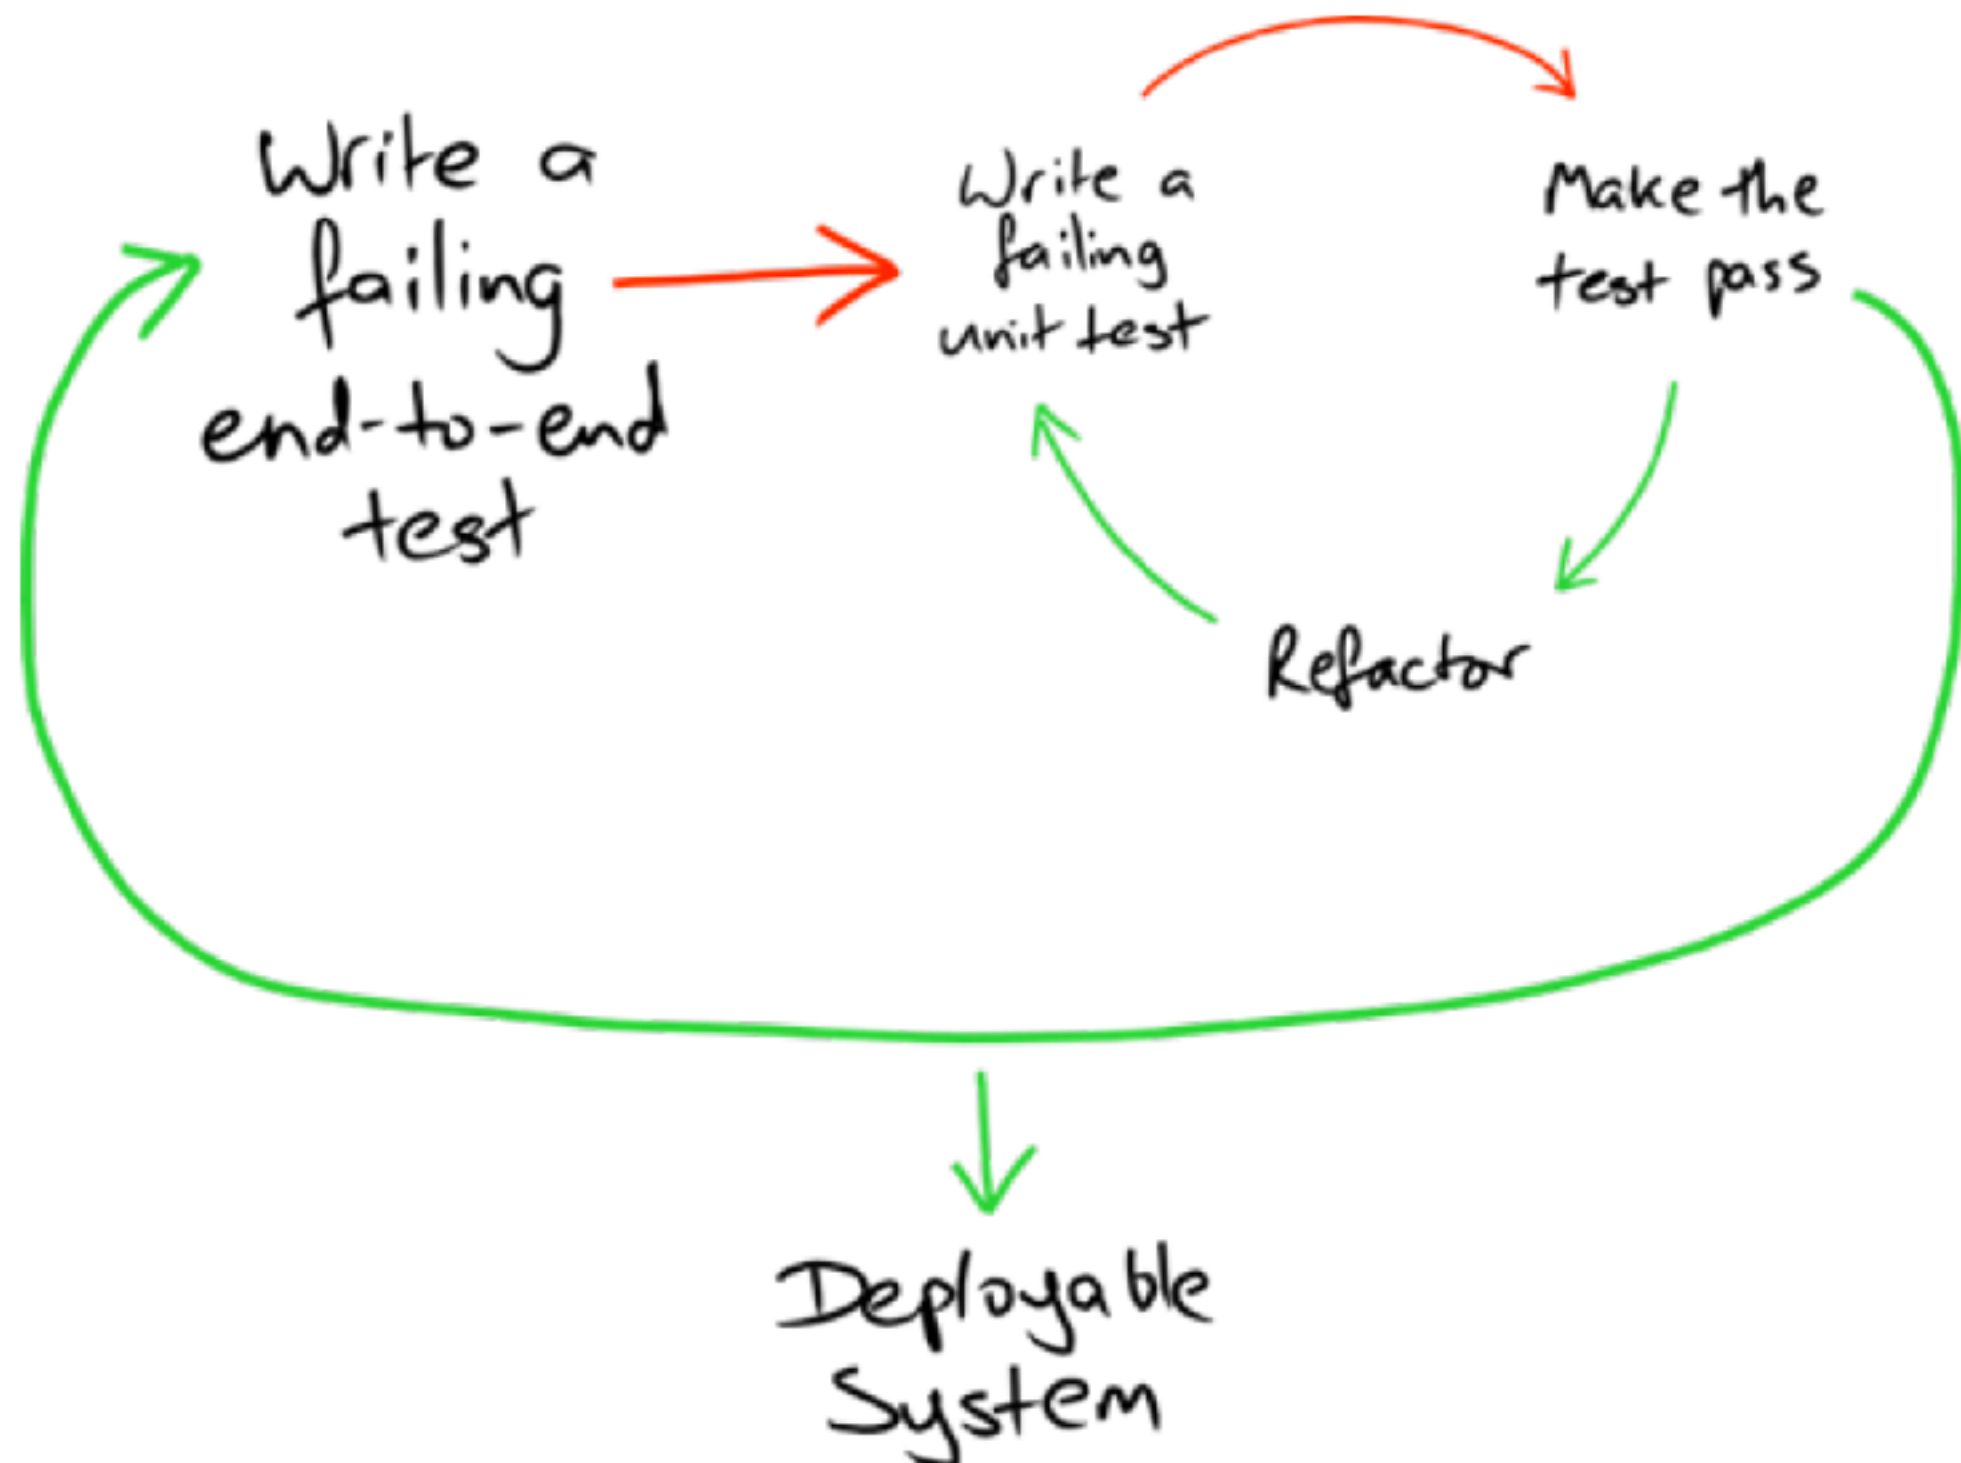 Write a
failing
end-to-end
test
Write a
failing
unit test
Make the
test pass
Refactor
Deployable
System